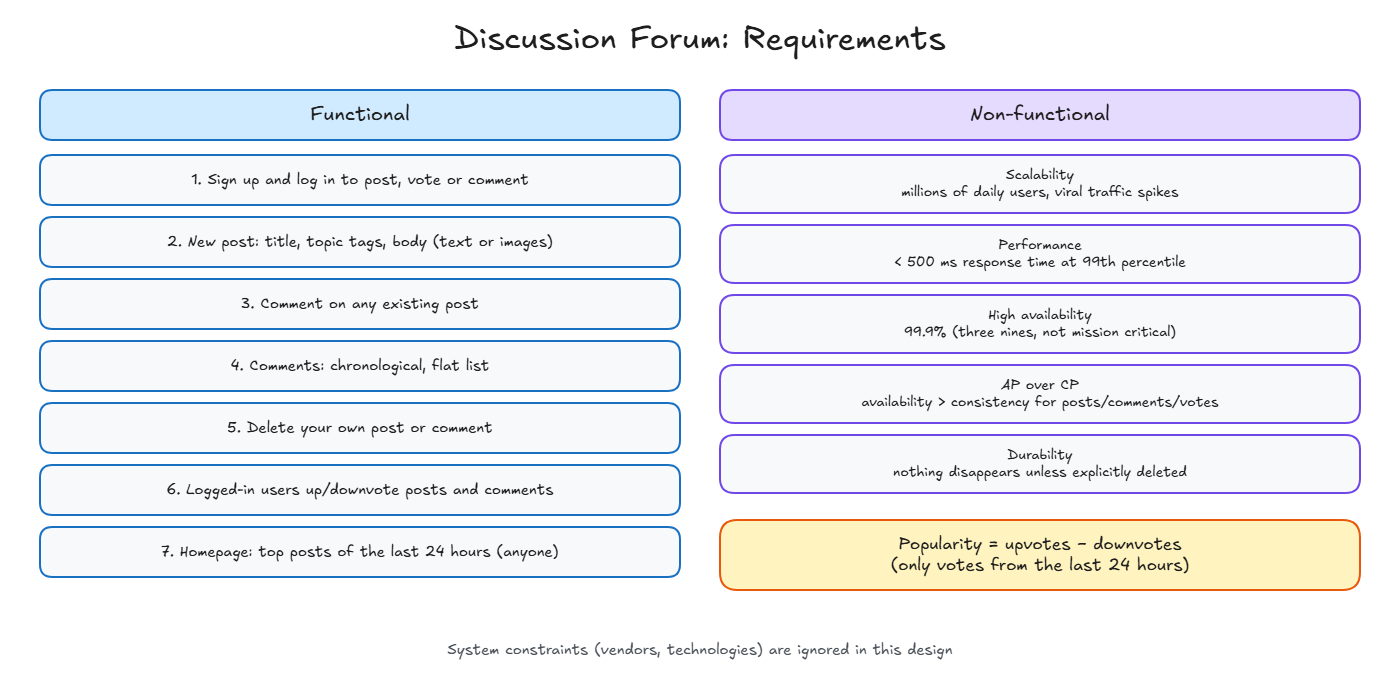 Discussion Forum: Requirements
Functional
1. Sign up and log in to post, vote or comment
2. New post: title, topic tags, body (text or images)
3. Comment on any existing post
4. Comments: chronological, flat list
5. Delete your own post or comment
6. Logged-in users up/downvote posts and comments
7. Homepage: top posts of the last 24 hours (anyone)
Non-functional
Scalability
millions of daily users, viral traffic spikes
Performance
< 500 ms response time at 99th percentile
High availability
99.9% (three nines, not mission critical)
AP over CP
availability > consistency for posts/comments/votes
Durability
nothing disappears unless explicitly deleted
Popularity = upvotes − downvotes
(only votes from the last 24 hours)
System constraints (vendors, technologies) are ignored in this design